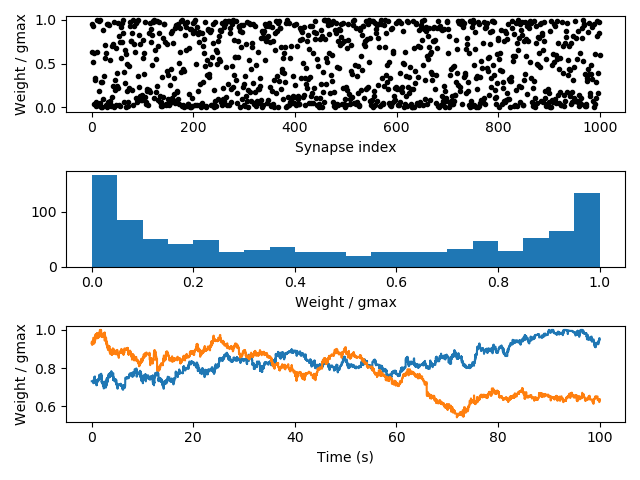 Weight / gmax
1.0
0.5
0.0
0 200 400 600 800 1000
Synapse index
100
0
0.0 0.2 0.4 0.6 0.8 1.0
Weight / gmax
Weight / gmax
1.0
0.8
0.6
0 20 40 60 80 100
Time (s)